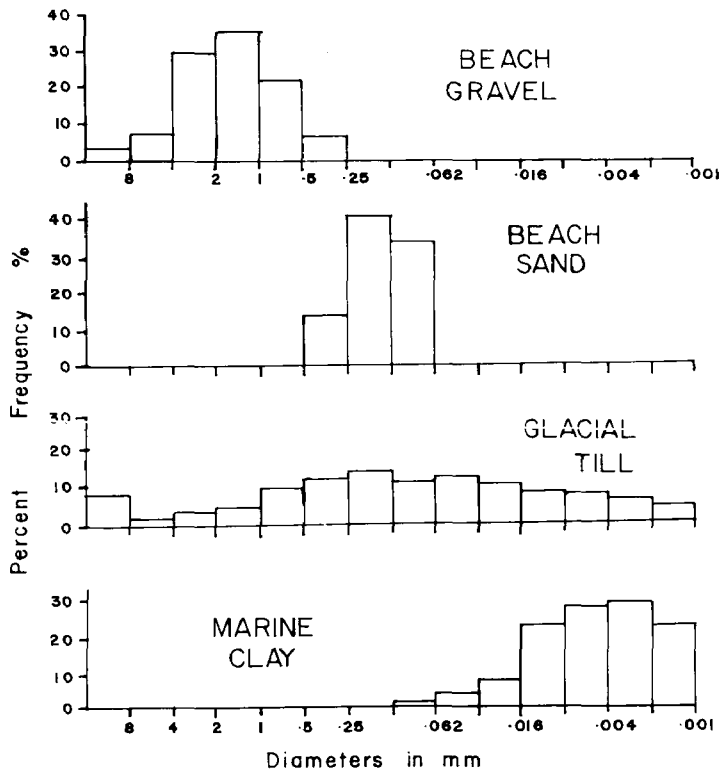 40
30
20
10
0
BEACH
GRAVEL
8 2 1 .5 .25 .062 .016 .004 .001
40
30
20
10
0
BEACH
SAND
30
20
10
0
GLACIAL
TILL
30
20
10
0
MARINE
CLAY
8 4 2 1 .5 .25 .062 .016 .004 .001
Diameters in mm
Percent Frequency %